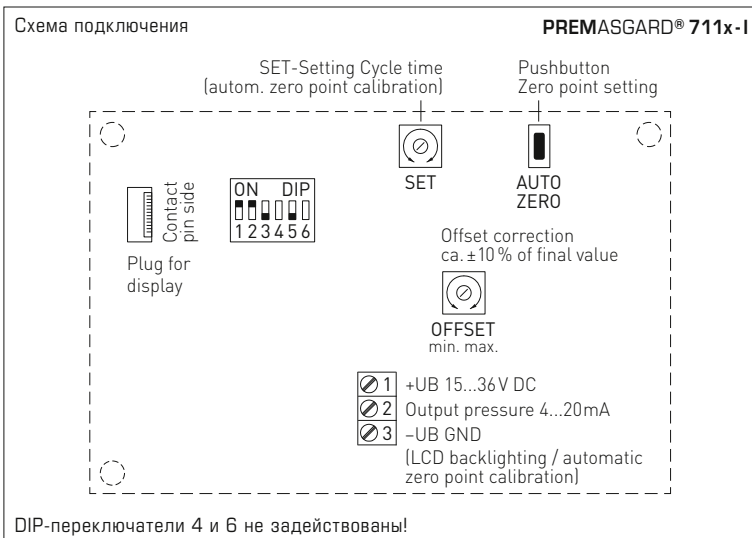 Схема подключения
PREMASGARD® 711x-I
SET-Setting Cycle time
(autom. zero point calibration)
Pushbutton
Zero point setting
SET
AUTO
ZERO
Contact
pin side
ON DIP
1 2 3 4 5 6
Plug for
display
Offset correction
ca. ±10 % of final value
OFFSET
min. max.
1 +UB 15...36 V DC
2 Output pressure 4...20mA
3 –UB GND
(LCD backlighting / automatic
zero point calibration)
DIP-переключатели 4 и 6 не задействованы!